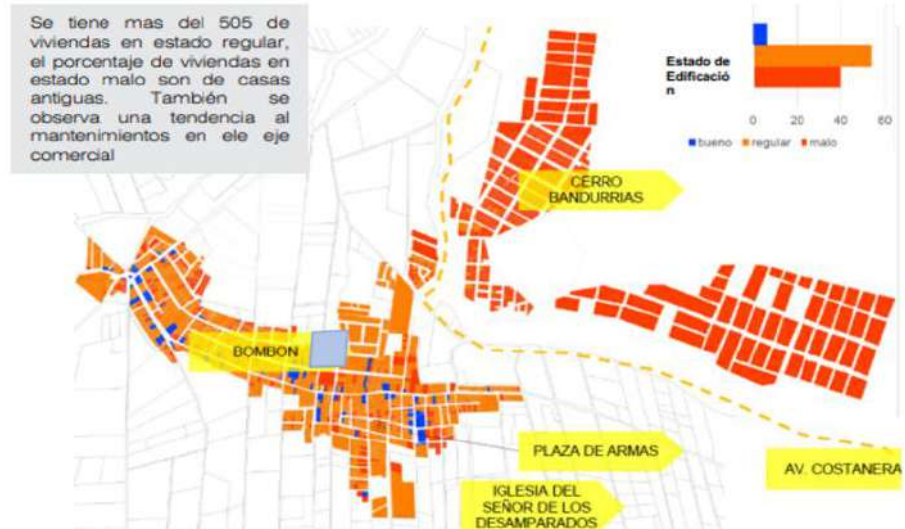 Se tiene mas del 505 de
viviendas en estado regular,
el porcentaje de viviendas en
estado malo son de casas
antiguas. También se
observa una tendencia al
mantenimientos en ele eje
comercial
Estado de
Edificació
n
0 20 40 60
bueno regular malo
CERRO
BANDURRIAS
BOMBON
PLAZA DE ARMAS
AV. COSTANERA
IGLESIA DEL
SEÑOR DE LOS
DESAMPARADOS